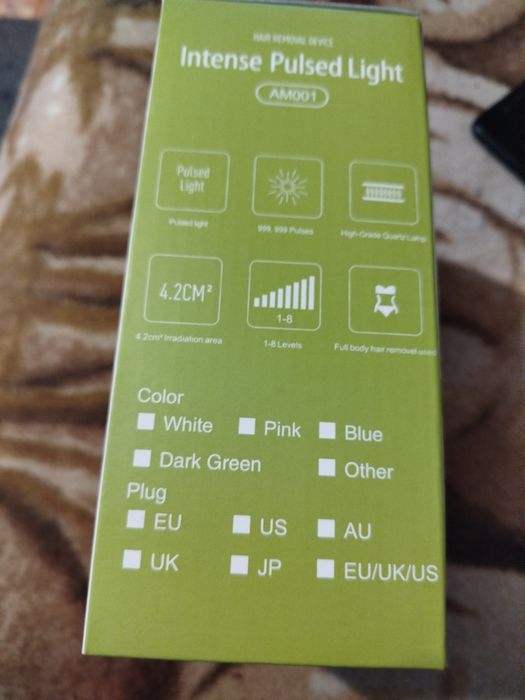 HAIR REMOVAL DEVICE
Intense Pulsed Light
AM001
Pulsed
Light
Pulsed light
999, 999 Pulses
High-Grade Quartz Lamp
4.2CM²
1-8
4.2cm² Irradiation area
1-8 Levels
Full body hair removel used
Color
White Pink Blue
Dark Green Other
Plug
EU US AU
UK JP EU/UK/US